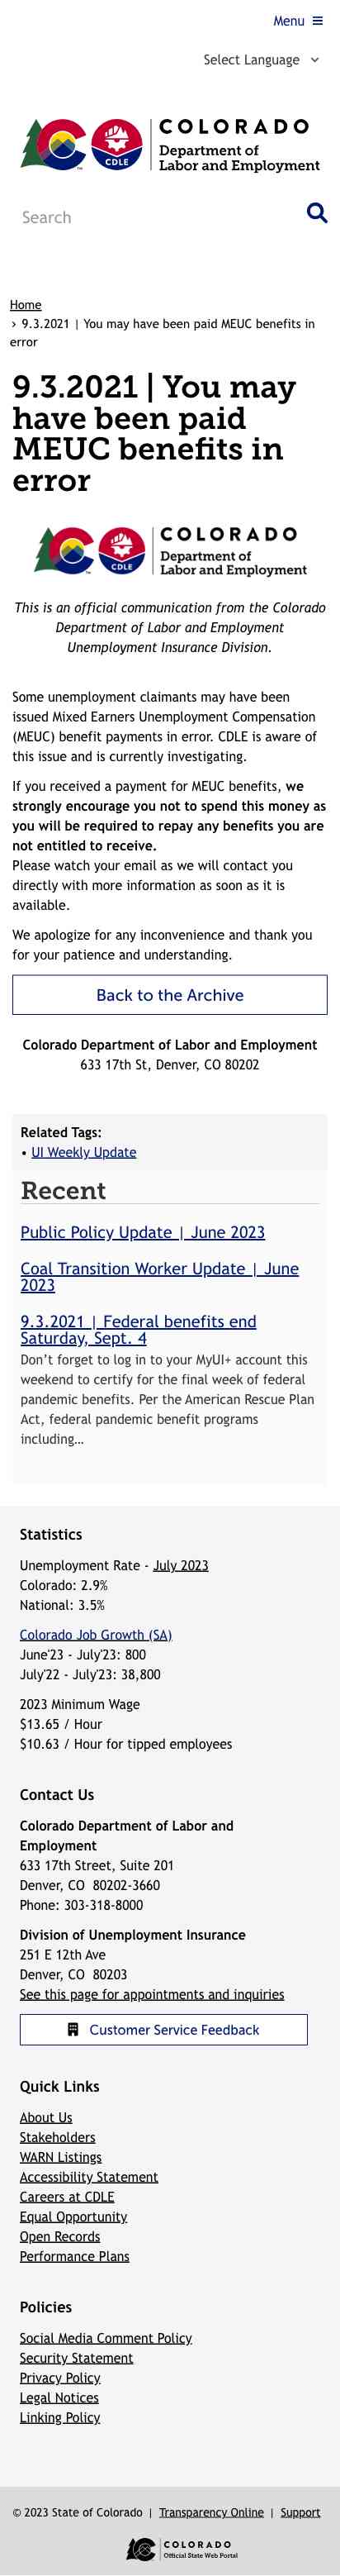 Menu
Select Language
COLORADO
Department of
Labor and Employment
CDLE
Search
Home
› 9.3.2021 | You may have been paid MEUC benefits in
error
9.3.2021 | You may
have been paid
MEUC benefits in
error
COLORADO
Department of
Labor and Employment
CDLE
This is an official communication from the Colorado
Department of Labor and Employment
Unemployment Insurance Division.
Some unemployment claimants may have been
issued Mixed Earners Unemployment Compensation
(MEUC) benefit payments in error. CDLE is aware of
this issue and is currently investigating.
If you received a payment for MEUC benefits, we
strongly encourage you not to spend this money as
you will be required to repay any benefits you are
not entitled to receive.
Please watch your email as we will contact you
directly with more information as soon as it is
available.
We apologize for any inconvenience and thank you
for your patience and understanding.
Back to the Archive
Colorado Department of Labor and Employment
633 17th St, Denver, CO 80202
Related Tags:
• UI Weekly Update
Recent
Public Policy Update | June 2023
Coal Transition Worker Update | June
2023
9.3.2021 | Federal benefits end
Saturday, Sept. 4
Don’t forget to log in to your MyUI+ account this
weekend to certify for the final week of federal
pandemic benefits. Per the American Rescue Plan
Act, federal pandemic benefit programs
including…
Statistics
Unemployment Rate - July 2023
Colorado: 2.9%
National: 3.5%
Colorado Job Growth (SA)
June'23 - July'23: 800
July'22 - July'23: 38,800
2023 Minimum Wage
$13.65 / Hour
$10.63 / Hour for tipped employees
Contact Us
Colorado Department of Labor and
Employment
633 17th Street, Suite 201
Denver, CO  80202-3660
Phone: 303-318-8000
Division of Unemployment Insurance
251 E 12th Ave
Denver, CO  80203
See this page for appointments and inquiries
Customer Service Feedback
Quick Links
About Us
Stakeholders
WARN Listings
Accessibility Statement
Careers at CDLE
Equal Opportunity
Open Records
Performance Plans
Policies
Social Media Comment Policy
Security Statement
Privacy Policy
Legal Notices
Linking Policy
© 2023 State of Colorado | Transparency Online | Support
COLORADO
Official State Web Portal